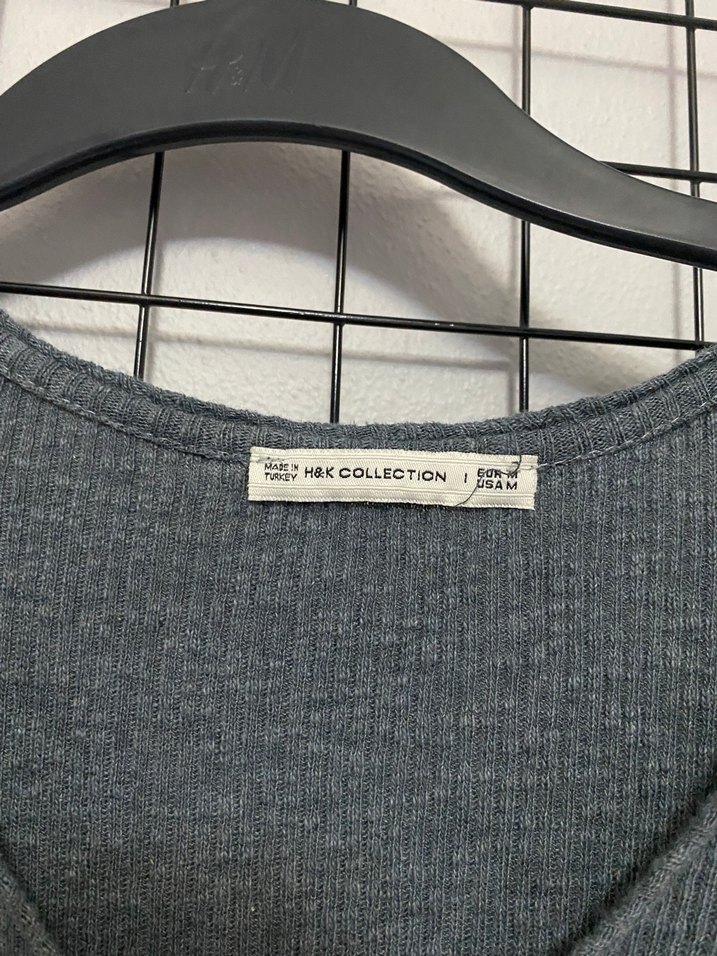 H&M
MADE IN
TURKEY
H&K COLLECTION
EUR M
USA M